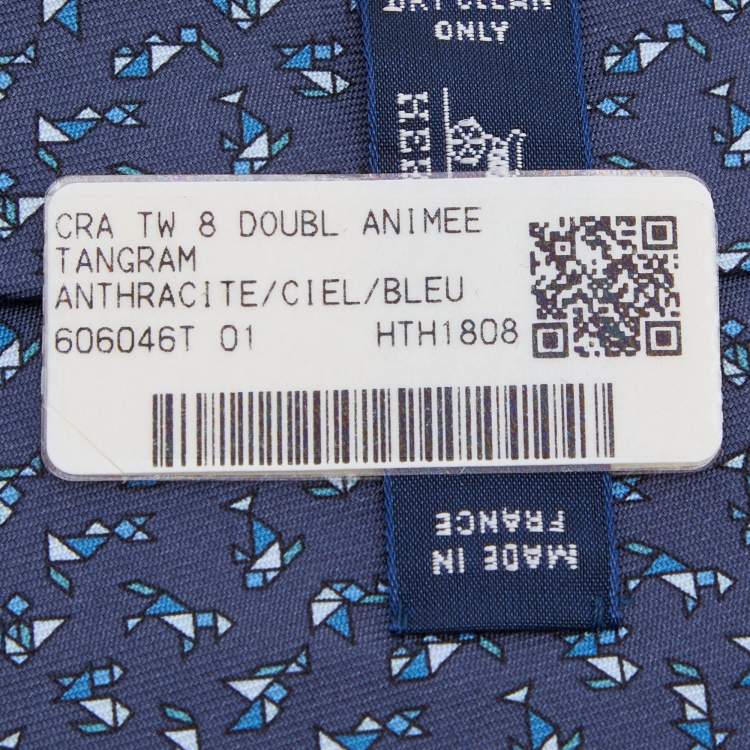 DRY CLEAN
ONLY
CRA TW 8 DOUBL ANIMEE
TANGRAM
ANTHRACITE/CIEL/BLEU
606046T 01 HTH1808
MADE IN
FRANCE